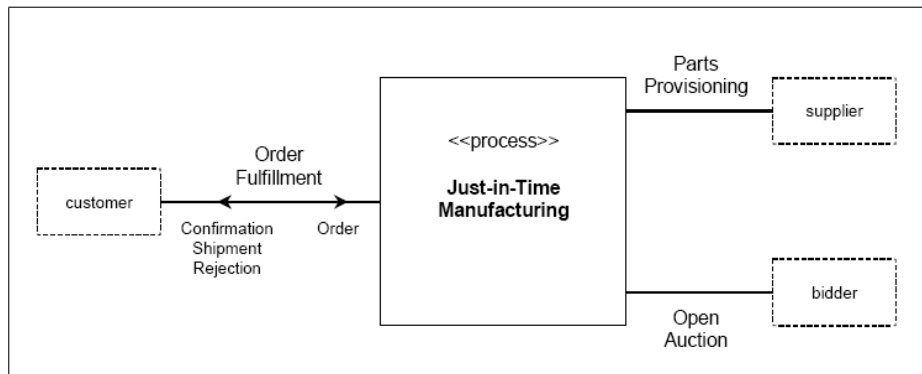 customer
Order
Fulfillment
Confirmation
Shipment
Rejection
Order
<<process>>
Just-in-Time
Manufacturing
Parts
Provisioning
supplier
bidder
Open
Auction